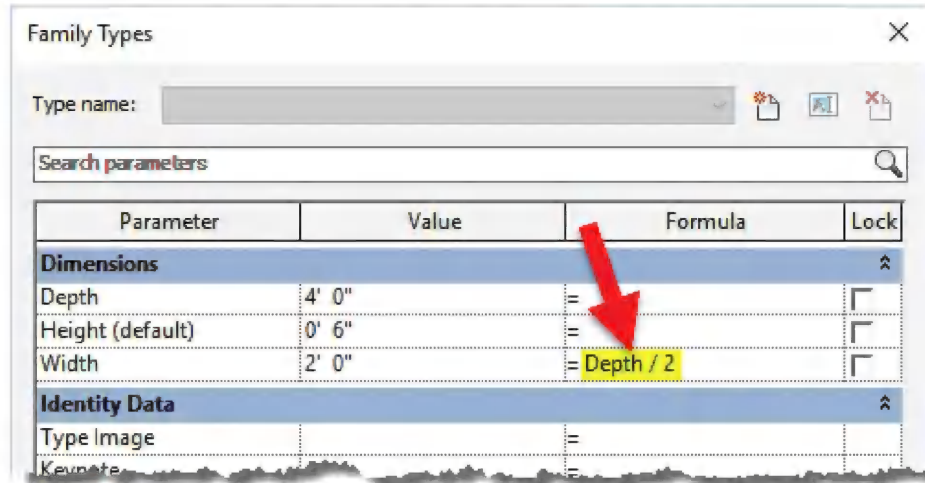 Family Types
Type name:
Search parameters
Parameter Value Formula Lock
Dimensions
Depth 4' 0" =
Height (default) 0' 6" =
Width 2' 0" = Depth / 2
Identity Data
Type Image =
Keynote =